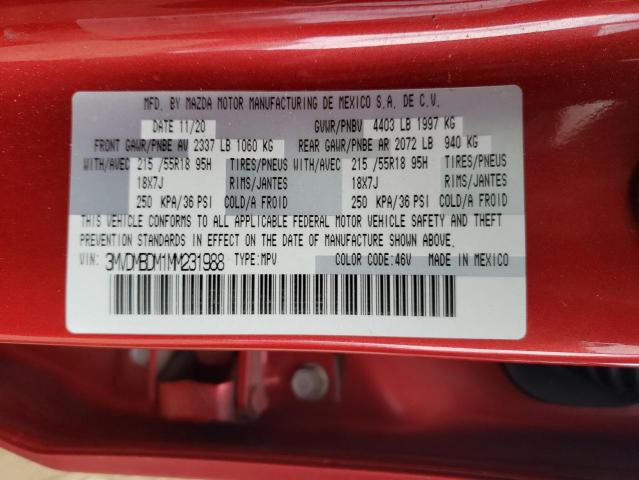 MFD. BY MAZDA MOTOR MANUFACTURING DE MEXICO S.A. DE C.V.
DATE 11/20 GVWR/PNBV 4403 LB 1997 KG
FRONT GAWR/PNBE AV 2337 LB 1060 KG REAR GAWR/PNBE AR 2072 LB 940 KG
WITH/AVEC 215 /55R18 95H TIRES/PNEUS WITH/AVEC 215 /55R18 95H TIRES/PNEUS
18X7J RIMS/JANTES 18X7J RIMS/JANTES
250 KPA/36 PSI COLD/A FROID 250 KPA/36 PSI COLD/A FROID
THIS VEHICLE CONFORMS TO ALL APPLICABLE FEDERAL MOTOR VEHICLE SAFETY AND THEFT
PREVENTION STANDARDS IN EFFECT ON THE DATE OF MANUFACTURE SHOWN ABOVE.
VIN: 3MVDMBDM1MM231988 TYPE:MPV COLOR CODE:46V MADE IN MEXICO